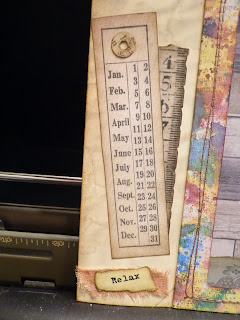 1 2
Jan. 3 4
Feb. 5 6
Mar. 7 8
April 9 10
May 11 12
June 13 14
July 15 16
Aug. 17 18
Sept. 19 20
Oct. 21 22
Nov. 23 24
Dec. 25 26
27 28
29 30
31
4
5
Relax